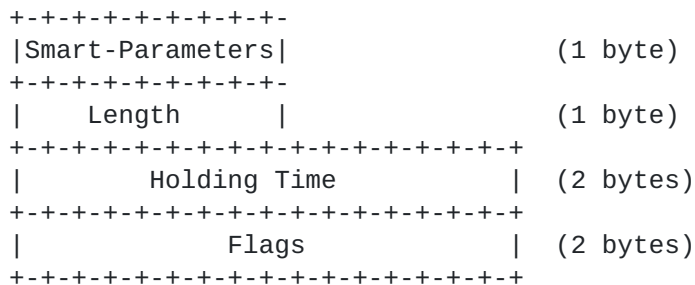 +-+-+-+-+-+-+-+-+-
|Smart-Parameters| (1 byte)
+-+-+-+-+-+-+-+-+-
| Length | (1 byte)
+-+-+-+-+-+-+-+-+-+-+-+-+-+-+-+-+
| Holding Time | (2 bytes)
+-+-+-+-+-+-+-+-+-+-+-+-+-+-+-+-+
| Flags | (2 bytes)
+-+-+-+-+-+-+-+-+-+-+-+-+-+-+-+-+